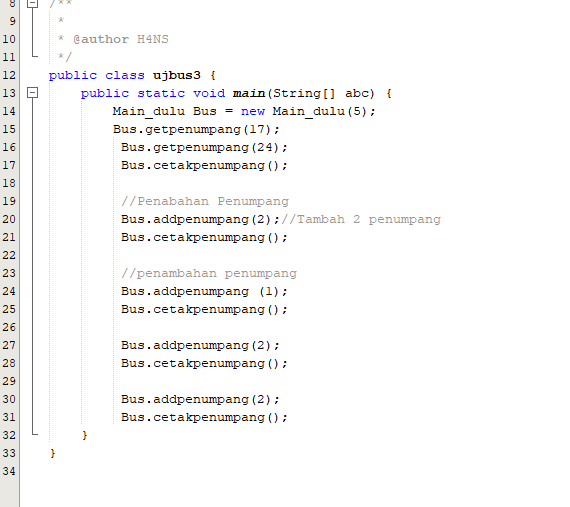 8 /**
9 *
10 * @author H4NS
11 */
12 public class ujbus3 {
13 public static void main(String[] abc) {
14 Main_dulu Bus = new Main_dulu(5);
15 Bus.getpenumpang(17);
16 Bus.getpenumpang(24);
17 Bus.cetakpenumpang();
18
19 //Penabahan Penumpang
20 Bus.addpenumpang(2);//Tambah 2 penumpang
21 Bus.cetakpenumpang();
22
23 //penambahan penumpang
24 Bus.addpenumpang (1);
25 Bus.cetakpenumpang();
26
27 Bus.addpenumpang(2);
28 Bus.cetakpenumpang();
29
30 Bus.addpenumpang(2);
31 Bus.cetakpenumpang();
32 }
33 }
34